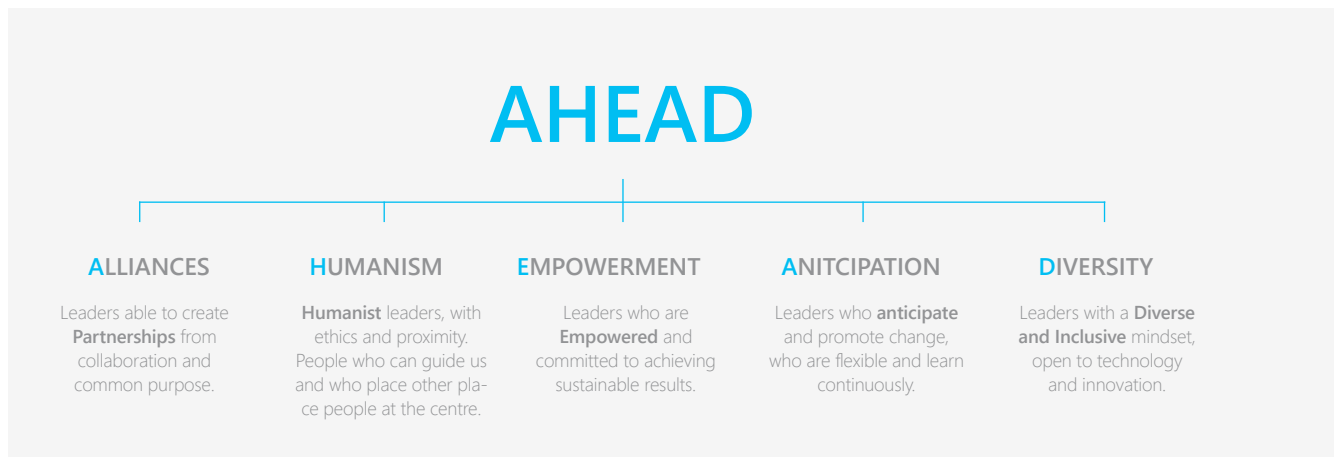 AHEAD
ALLIANCES
Leaders able to create
Partnerships from
collaboration and
common purpose.
HUMANISM
Humanist leaders, with
ethics and proximity.
People who can guide us
and who place other pla-
ce people at the centre.
EMPOWERMENT
Leaders who are
Empowered and
committed to achieving
sustainable results.
ANITCIPATION
Leaders who anticipate
and promote change,
who are flexible and learn
continuously.
DIVERSITY
Leaders with a Diverse
and Inclusive mindset,
open to technology
and innovation.